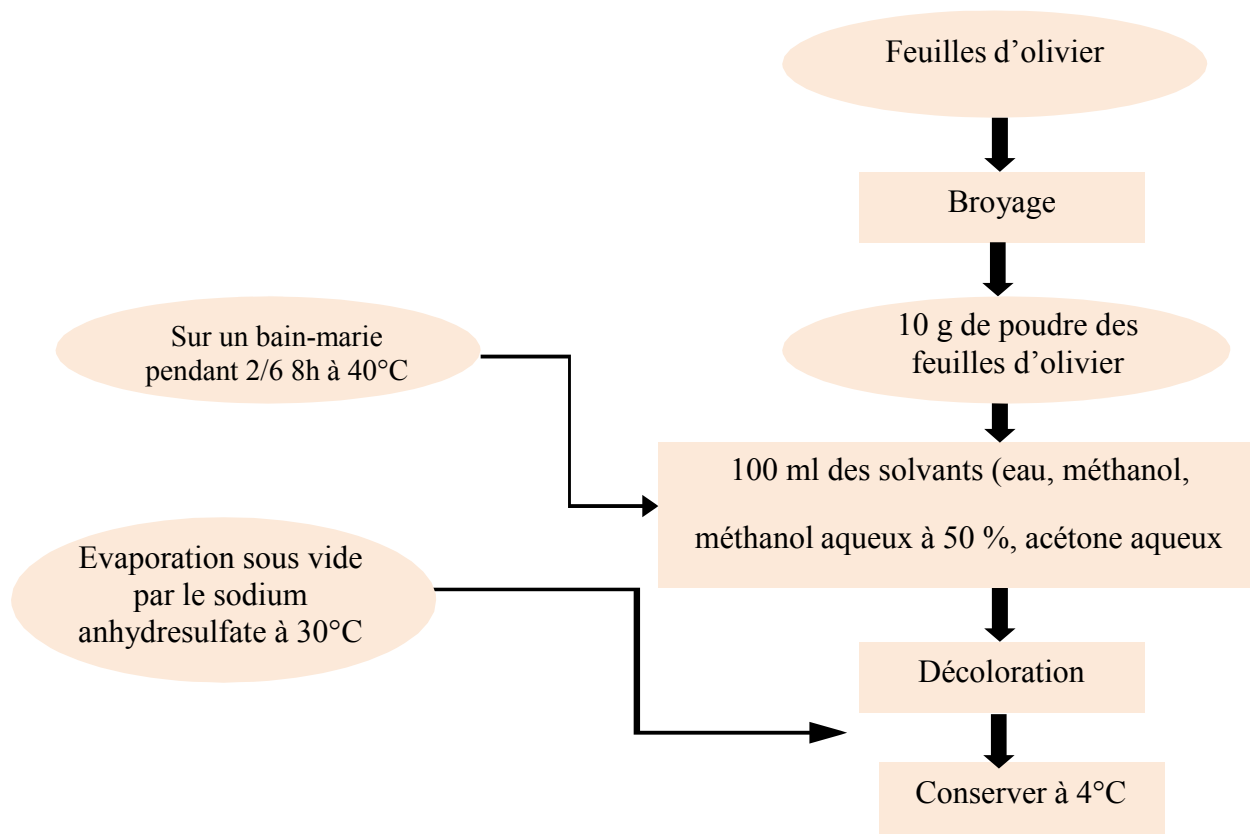 Feuilles d’olivier
Broyage
10 g de poudre des
feuilles d’olivier
Sur un bain-marie
pendant 2/6 8h à 40°C
100 ml des solvants (eau, méthanol,
méthanol aqueux à 50 %, acétone aqueux
Evaporation sous vide
par le sodium
anhydresulfate à 30°C
Décoloration
Conserver à 4°C